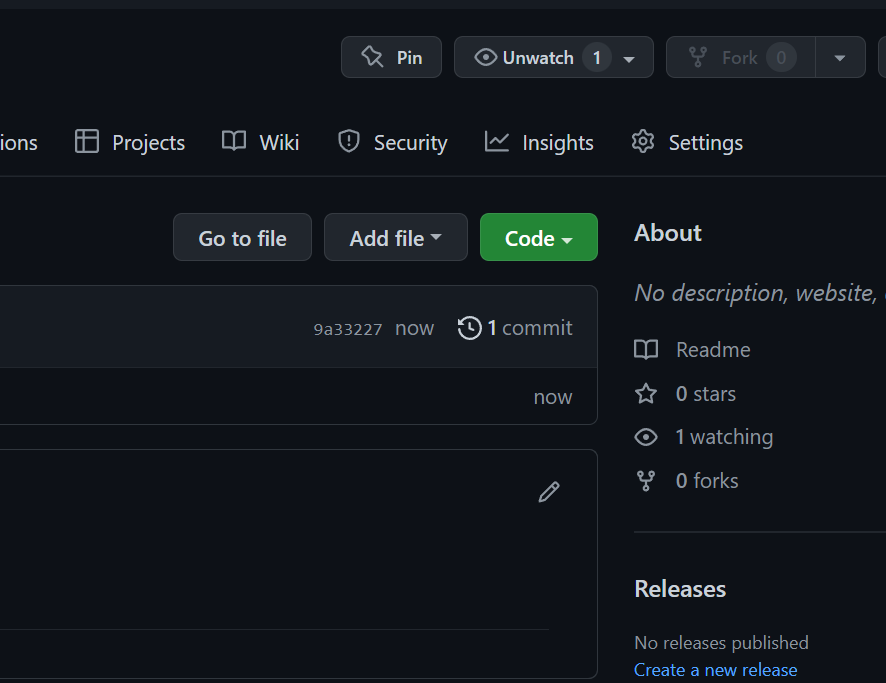 Pin Unwatch 1 Fork 0
ions Projects Wiki Security Insights Settings
Go to file Add file Code
About
No description, website,
9a33227 now 1 commit
Readme
now
0 stars
1 watching
0 forks
Releases
No releases published
Create a new release